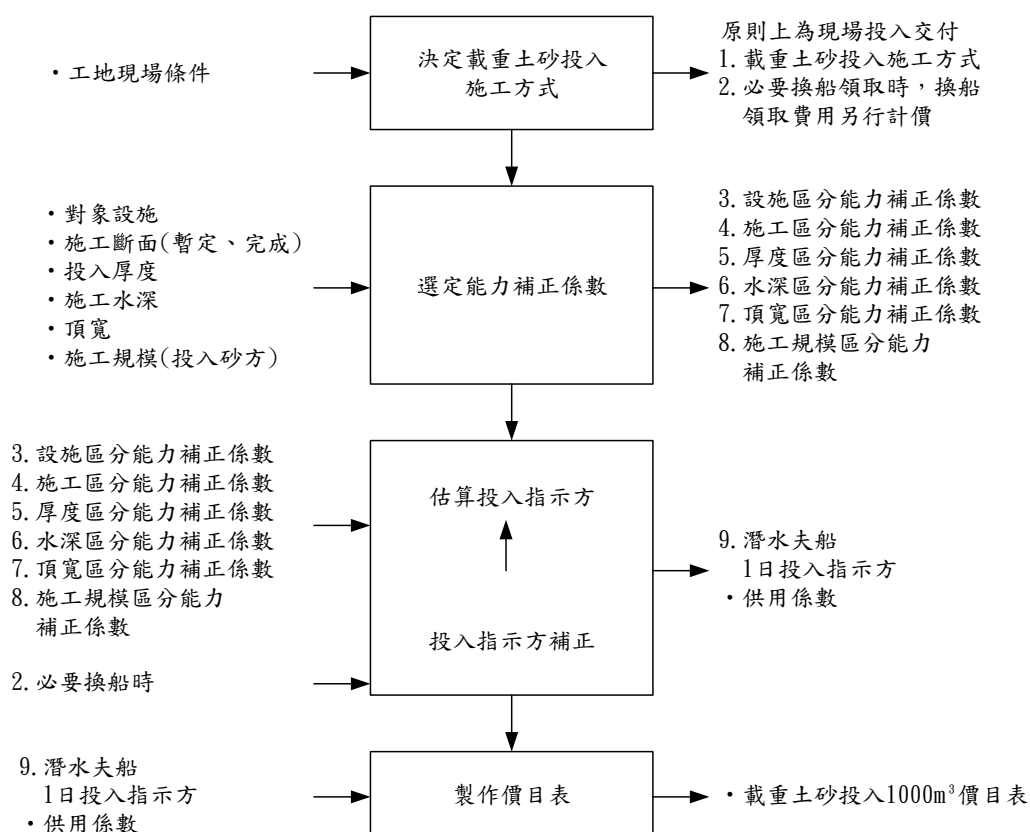 ・工地現場條件
決定載重土砂投入
施工方式
原則上為現場投入交付
1.載重土砂投入施工方式
2.必要換船領取時，換船
領取費用另行計價
・對象設施
・施工斷面(暫定、完成)
・投入厚度
・施工水深
・頂寬
・施工規模(投入砂方)
選定能力補正係數
3.設施區分能力補正係數
4.施工區分能力補正係數
5.厚度區分能力補正係數
6.水深區分能力補正係數
7.頂寬區分能力補正係數
8.施工規模區分能力
補正係數
3.設施區分能力補正係數
4.施工區分能力補正係數
5.厚度區分能力補正係數
6.水深區分能力補正係數
7.頂寬區分能力補正係數
8.施工規模區分能力
補正係數
2.必要換船時
估算投入指示方
投入指示方補正
9.潛水夫船
1日投入指示方
・供用係數
9.潛水夫船
1日投入指示方
・供用係數
製作價目表
・載重土砂投入1000m³價目表